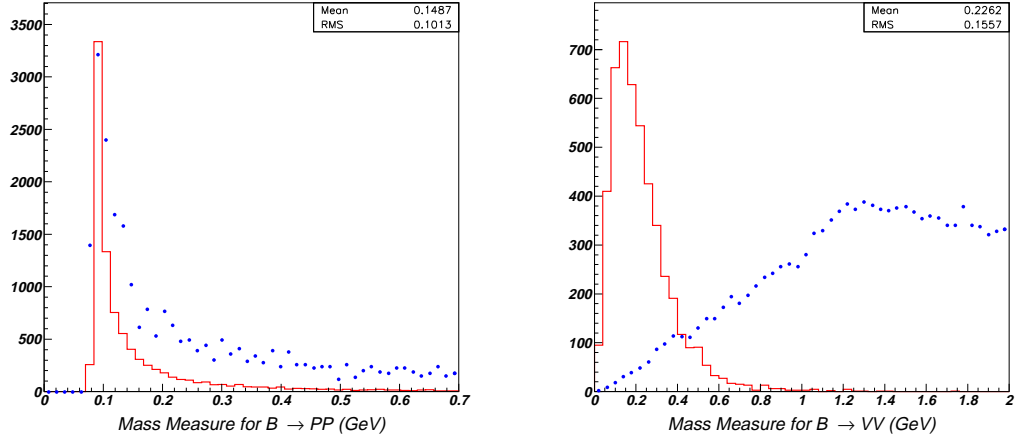 Mean 0.1487
RMS 0.1013
3500
3000
2500
2000
1500
1000
500
0
0 0.1 0.2 0.3 0.4 0.5 0.6 0.7
Mass Measure for B → PP (GeV)
Mean 0.2262
RMS 0.1557
700
600
500
400
300
200
100
0
0 0.2 0.4 0.6 0.8 1 1.2 1.4 1.6 1.8 2
Mass Measure for B → VV (GeV)